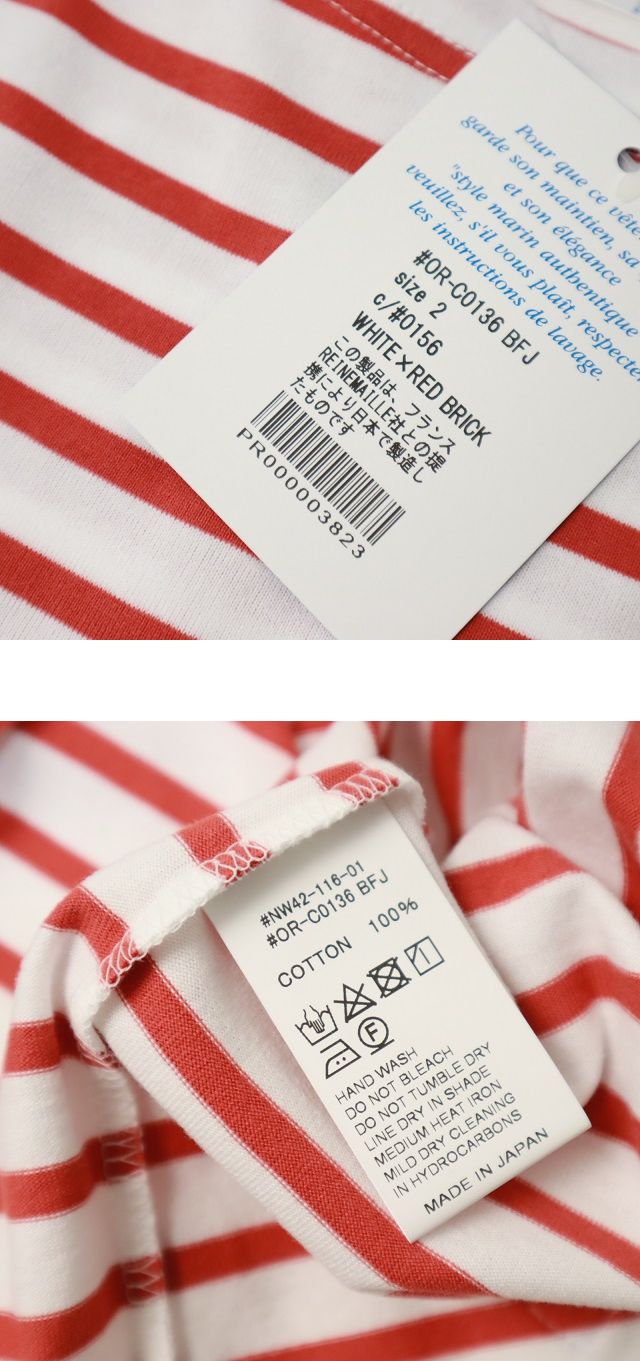 Pour que ce vête
garde son maintien, sa
et son élégance
"style marin authentique
veuillez, s'il vous plaît, respecte
les instructions de lavage.
#OR-C0136 BFJ
size 2
c/#0156
WHITE×RED BRICK
この製品は、フランス
REINEMAILLE社との提
携により日本で製造し
たものです
PR000003823
#NW42-116-01
#OR-C0136 BFJ
COTTON 100%
F
HAND WASH
DO NOT BLEACH
DO NOT TUMBLE DRY
LINE DRY IN SHADE
MEDIUM HEAT IRON
MILD DRY CLEANING
IN HYDROCARBONS
MADE IN JAPAN